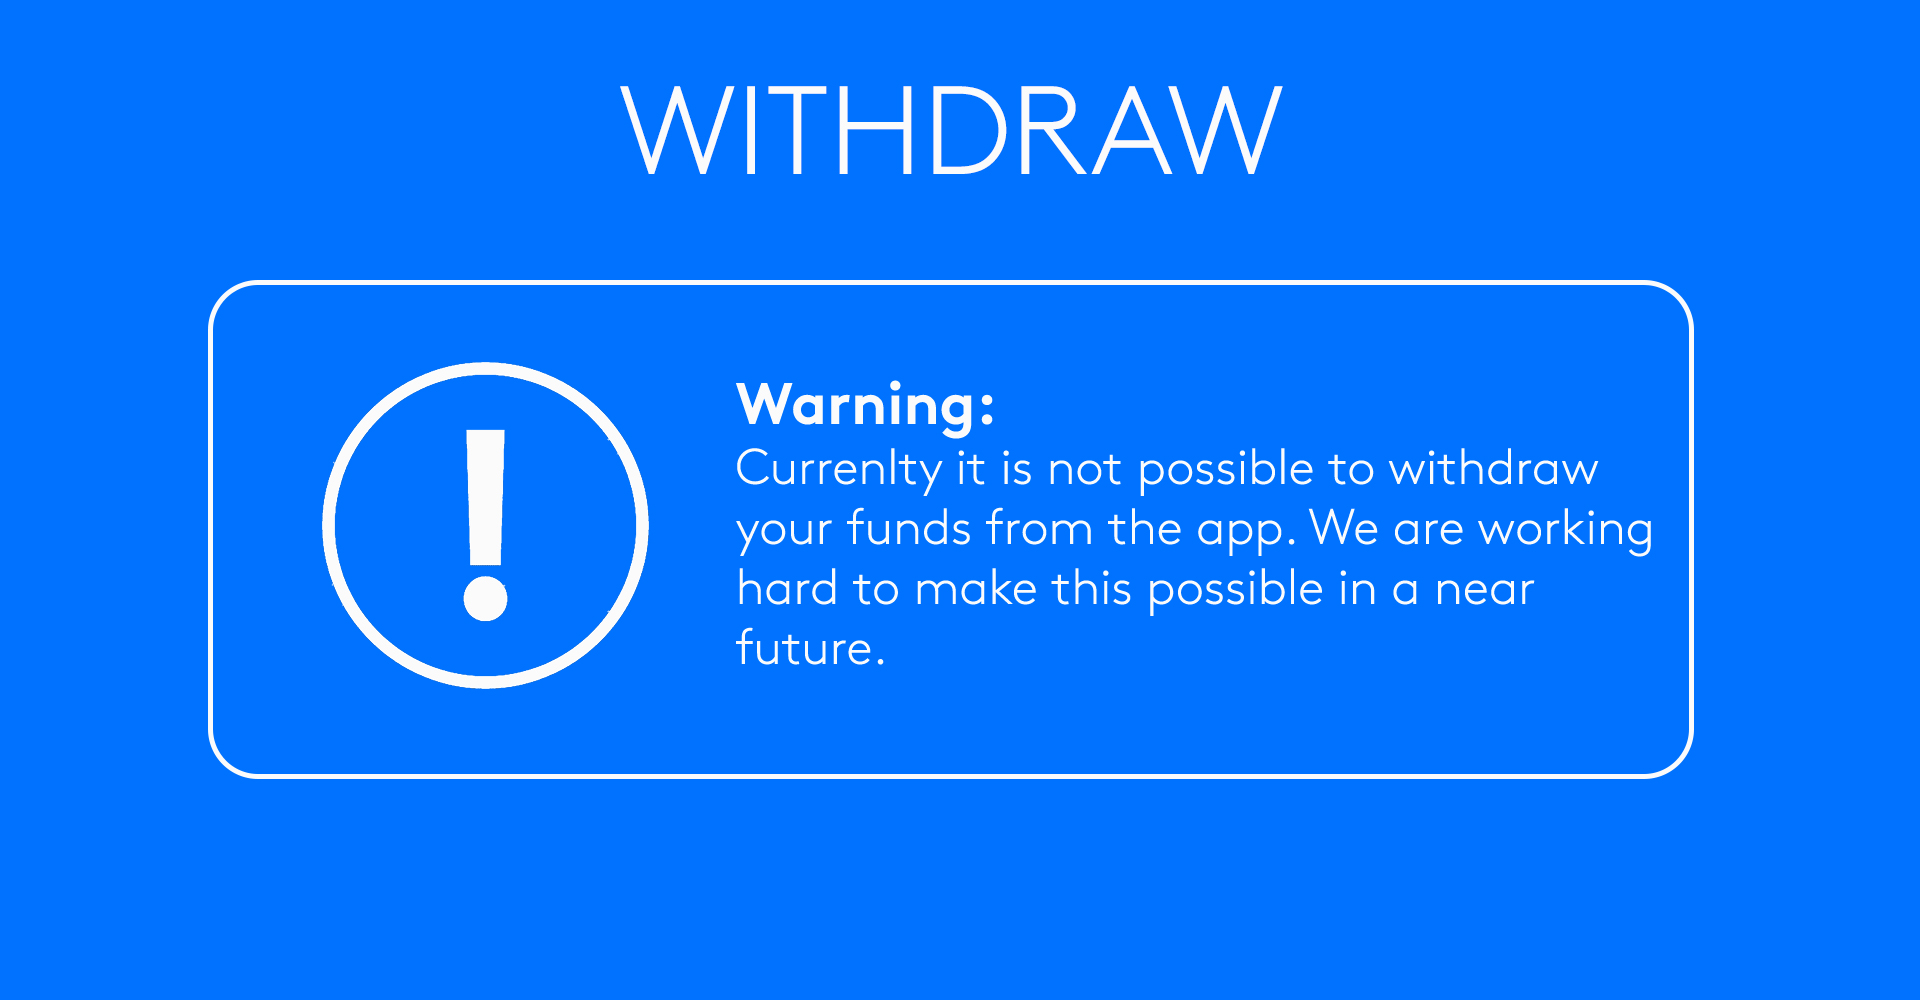 WITHDRAW
Warning:
Currenlty it is not possible to withdraw
your funds from the app. We are working
hard to make this possible in a near
future.